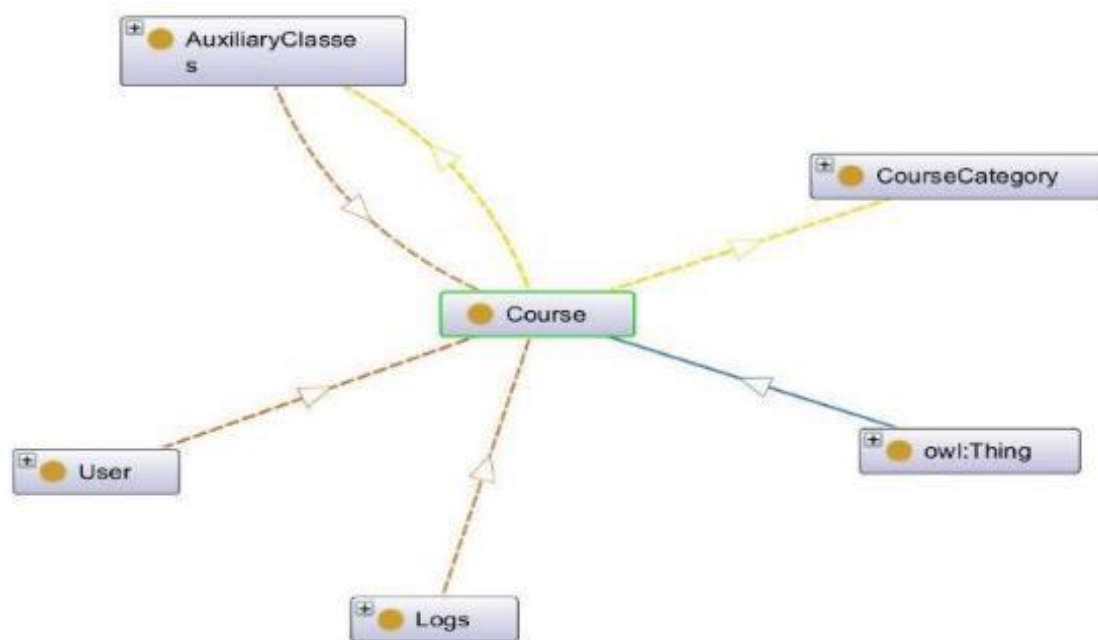 AuxiliaryClasse
s
CourseCategory
Course
User
owl:Thing
Logs